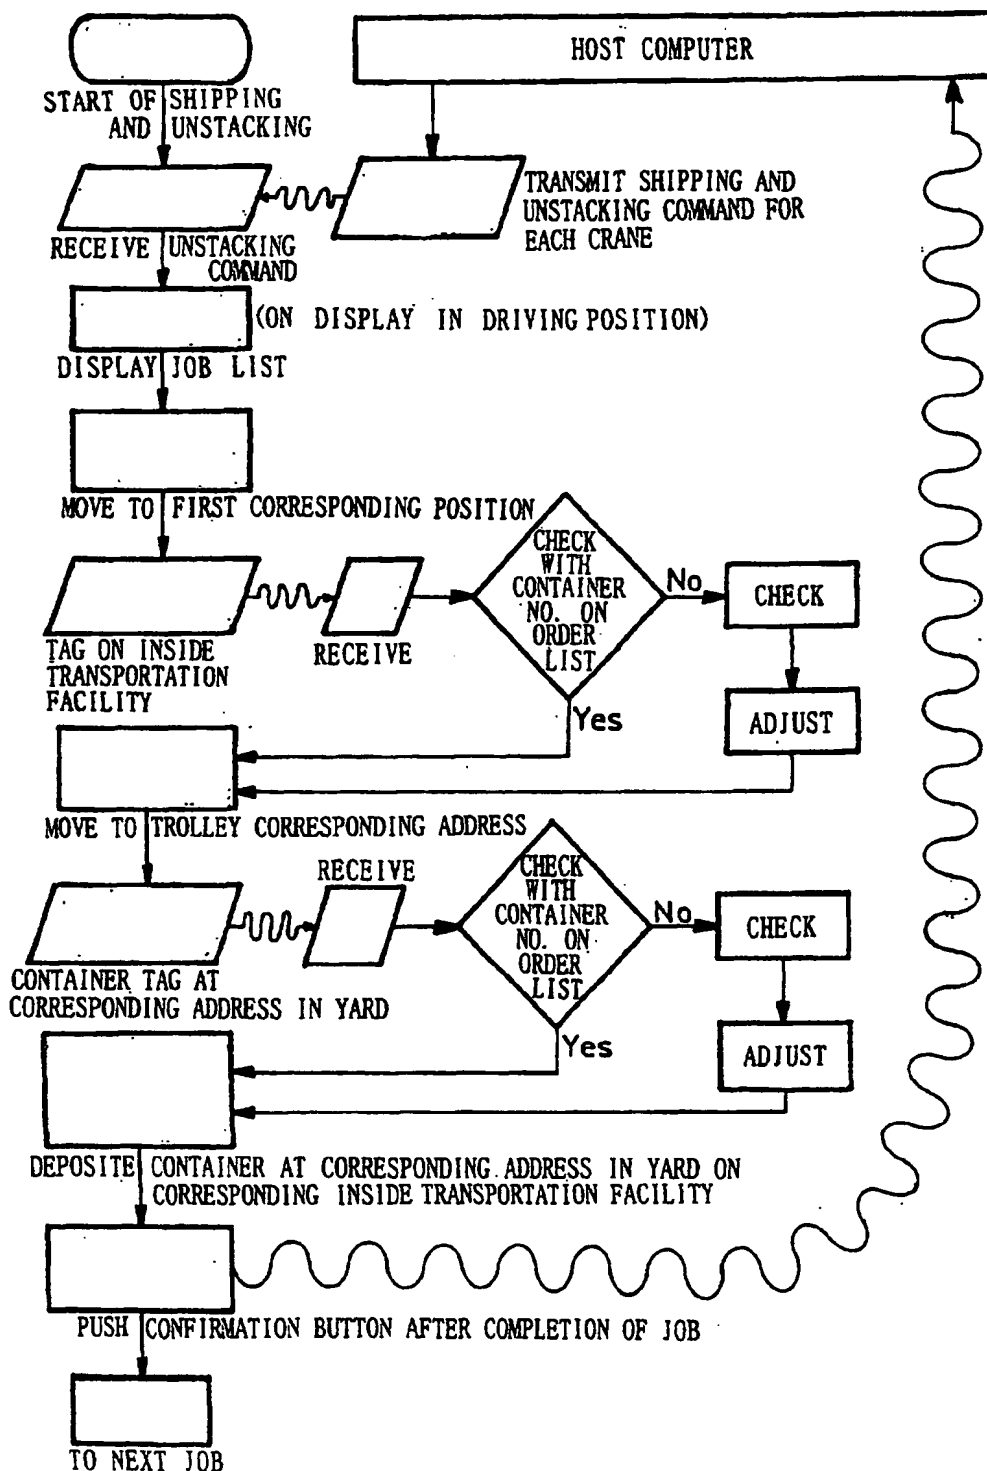 HOST COMPUTER
START OF SHIPPING
AND UNSTACKING
TRANSMIT SHIPPING AND
UNSTACKING COMMAND FOR
EACH CRANE
RECEIVE UNSTACKING
COMMAND
(ON DISPLAY IN DRIVING POSITION)
DISPLAY JOB LIST
MOVE TO FIRST CORRESPONDING POSITION
CHECK
WITH
CONTAINER
NO. ON
ORDER
LIST
No
CHECK
TAG ON INSIDE
TRANSPORTATION
FACILITY
RECEIVE
Yes
ADJUST
MOVE TO TROLLEY CORRESPONDING ADDRESS
RECEIVE
CHECK
WITH
CONTAINER
NO. ON
ORDER
LIST
No
CHECK
CONTAINER TAG AT
CORRESPONDING ADDRESS IN YARD
Yes
ADJUST
DEPOSITE CONTAINER AT CORRESPONDING ADDRESS IN YARD ON
CORRESPONDING INSIDE TRANSPORTATION FACILITY
PUSH CONFIRMATION BUTTON AFTER COMPLETION OF JOB
TO NEXT JOB